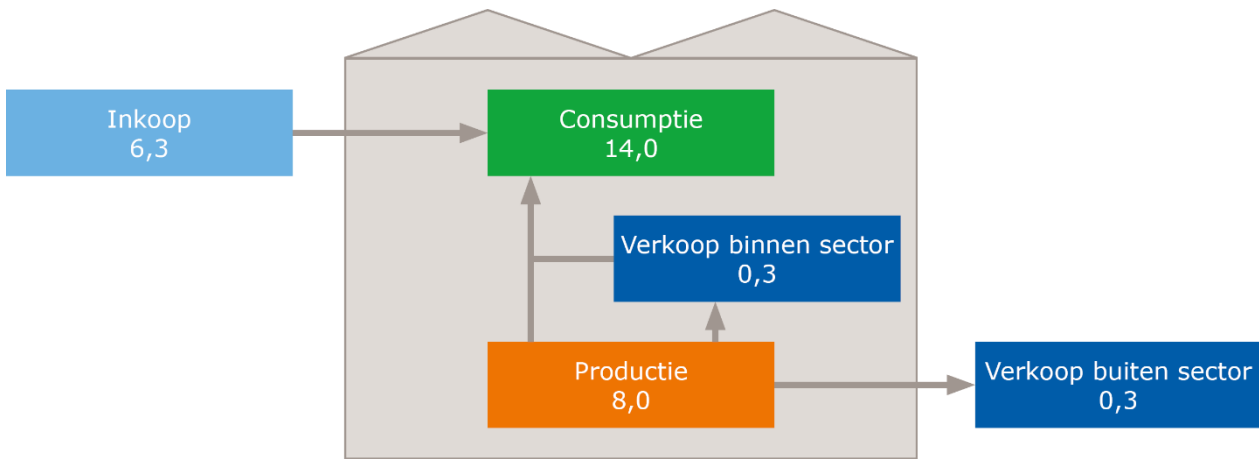 Inkoop
6,3
Consumptie
14,0
Verkoop binnen sector
0,3
Productie
8,0
Verkoop buiten sector
0,3